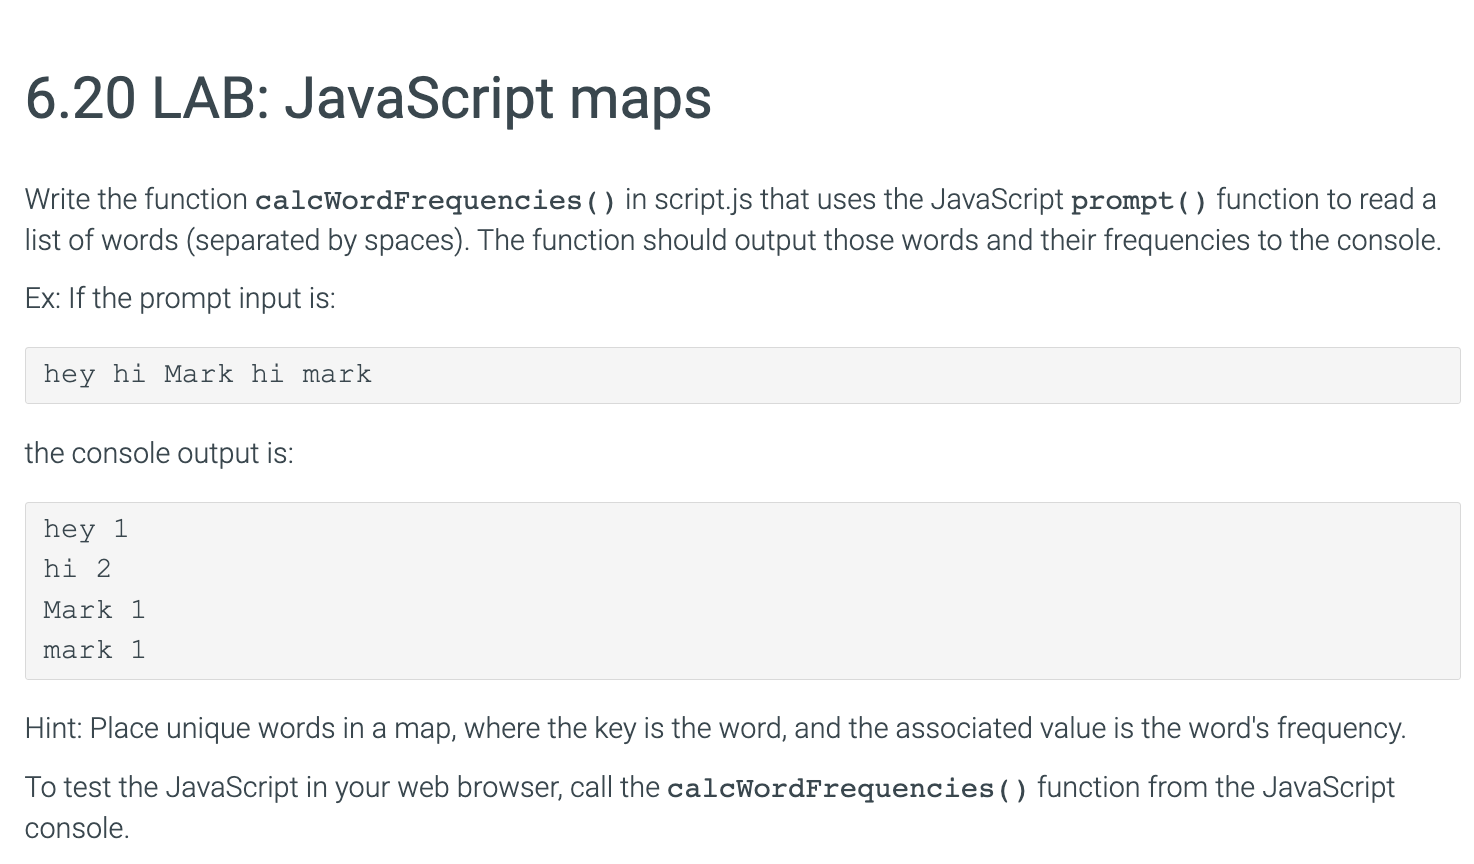 6.20 LAB: JavaScript maps
Write the function calcWordFrequencies() in script.js that uses the JavaScript prompt() function to read a
list of words (separated by spaces). The function should output those words and their frequencies to the console.
Ex: If the prompt input is:
hey hi Mark hi mark
the console output is:
hey 1
hi 2
Mark 1
mark 1
Hint: Place unique words in a map, where the key is the word, and the associated value is the word's frequency.
To test the JavaScript in your web browser, call the calcWordFrequencies() function from the JavaScript
console.